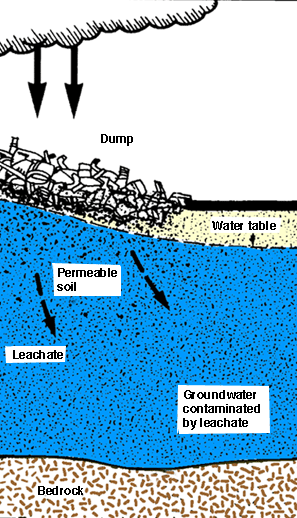 Dump
Water table
Permeable
soil
Leachate
Groundwater
contaminated
by leachate
Bedrock